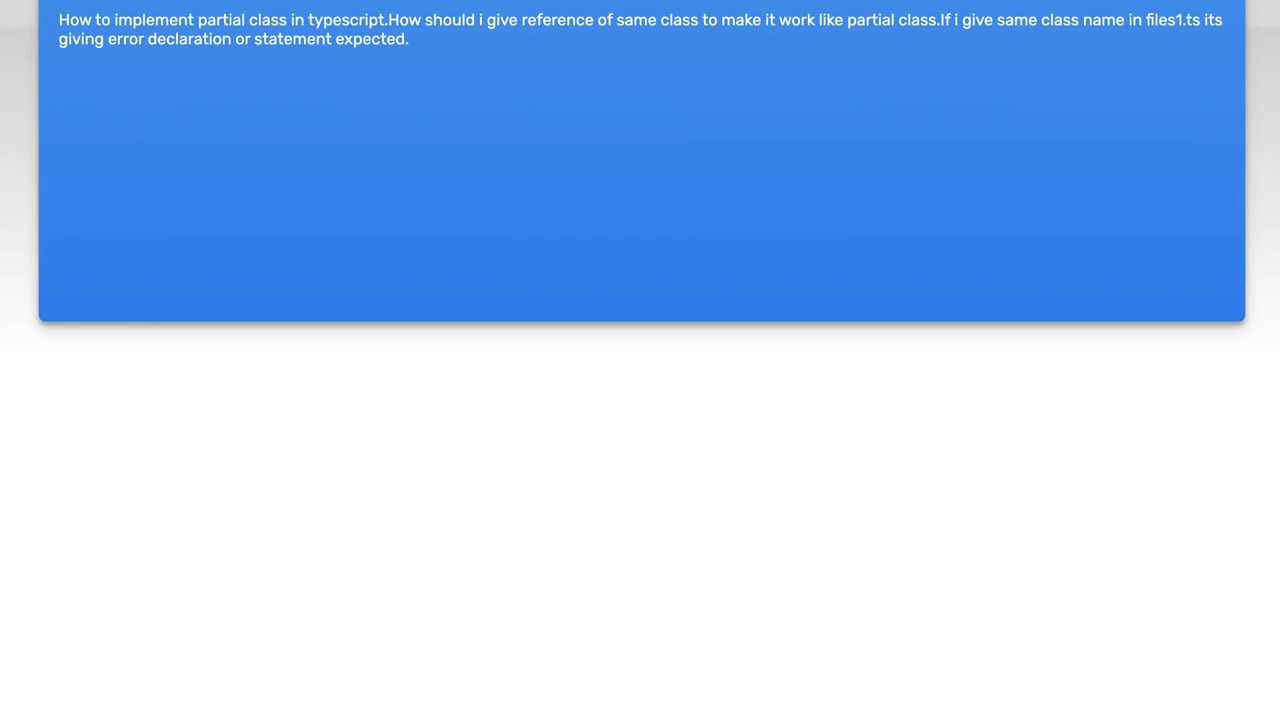 How to implement partial class in typescript.How should i give reference of same class to make it work like partial class.If i give same class name in files1.ts its
giving error declaration or statement expected.